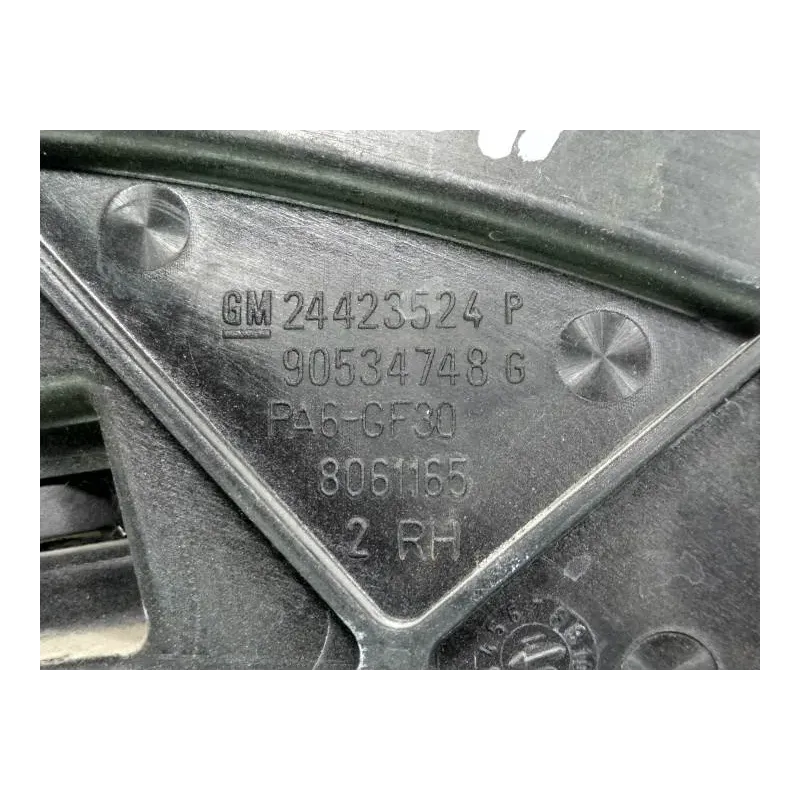 GM 24423524 P
90534748 G
PA6-GF30
8061165
2 RH